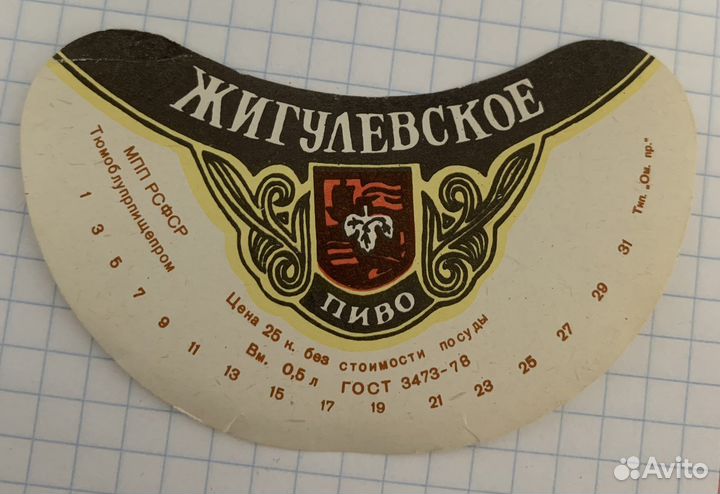 ЖИГУЛЕВСКОЕ
ПИВО
МПП РСФСР
Тюмоблупрпищепром
Цена 25 к. без стоимости посуды
Вм. 0,5 л ГОСТ 3473-78
1 3 5 7 9 11 13 15 17 19 21 23 25 27 29 31
Тип. „Ом. пр."
Avito